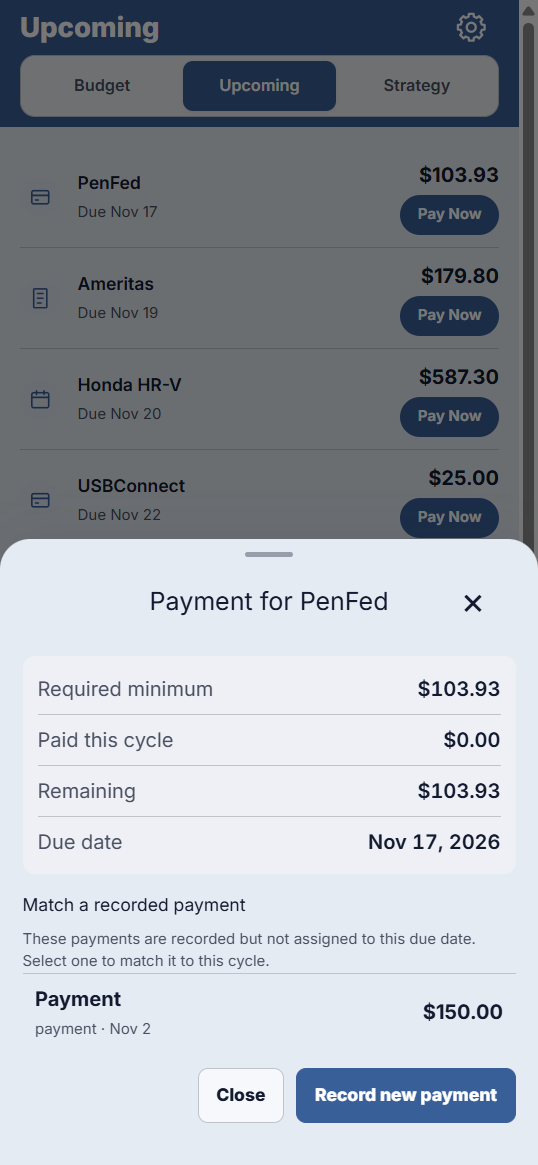 Upcoming
Budget
Upcoming
Strategy
PenFed
$103.93
Due Nov 17
Pay Now
Ameritas
$179.80
Due Nov 19
Pay Now
Honda HR-V
$587.30
Due Nov 20
Pay Now
USBConnect
$25.00
Due Nov 22
Pay Now
Payment for PenFed
Required minimum
$103.93
Paid this cycle
$0.00
Remaining
$103.93
Due date
Nov 17, 2026
Match a recorded payment
These payments are recorded but not assigned to this due date.
Select one to match it to this cycle.
Payment
$150.00
payment · Nov 2
Close
Record new payment